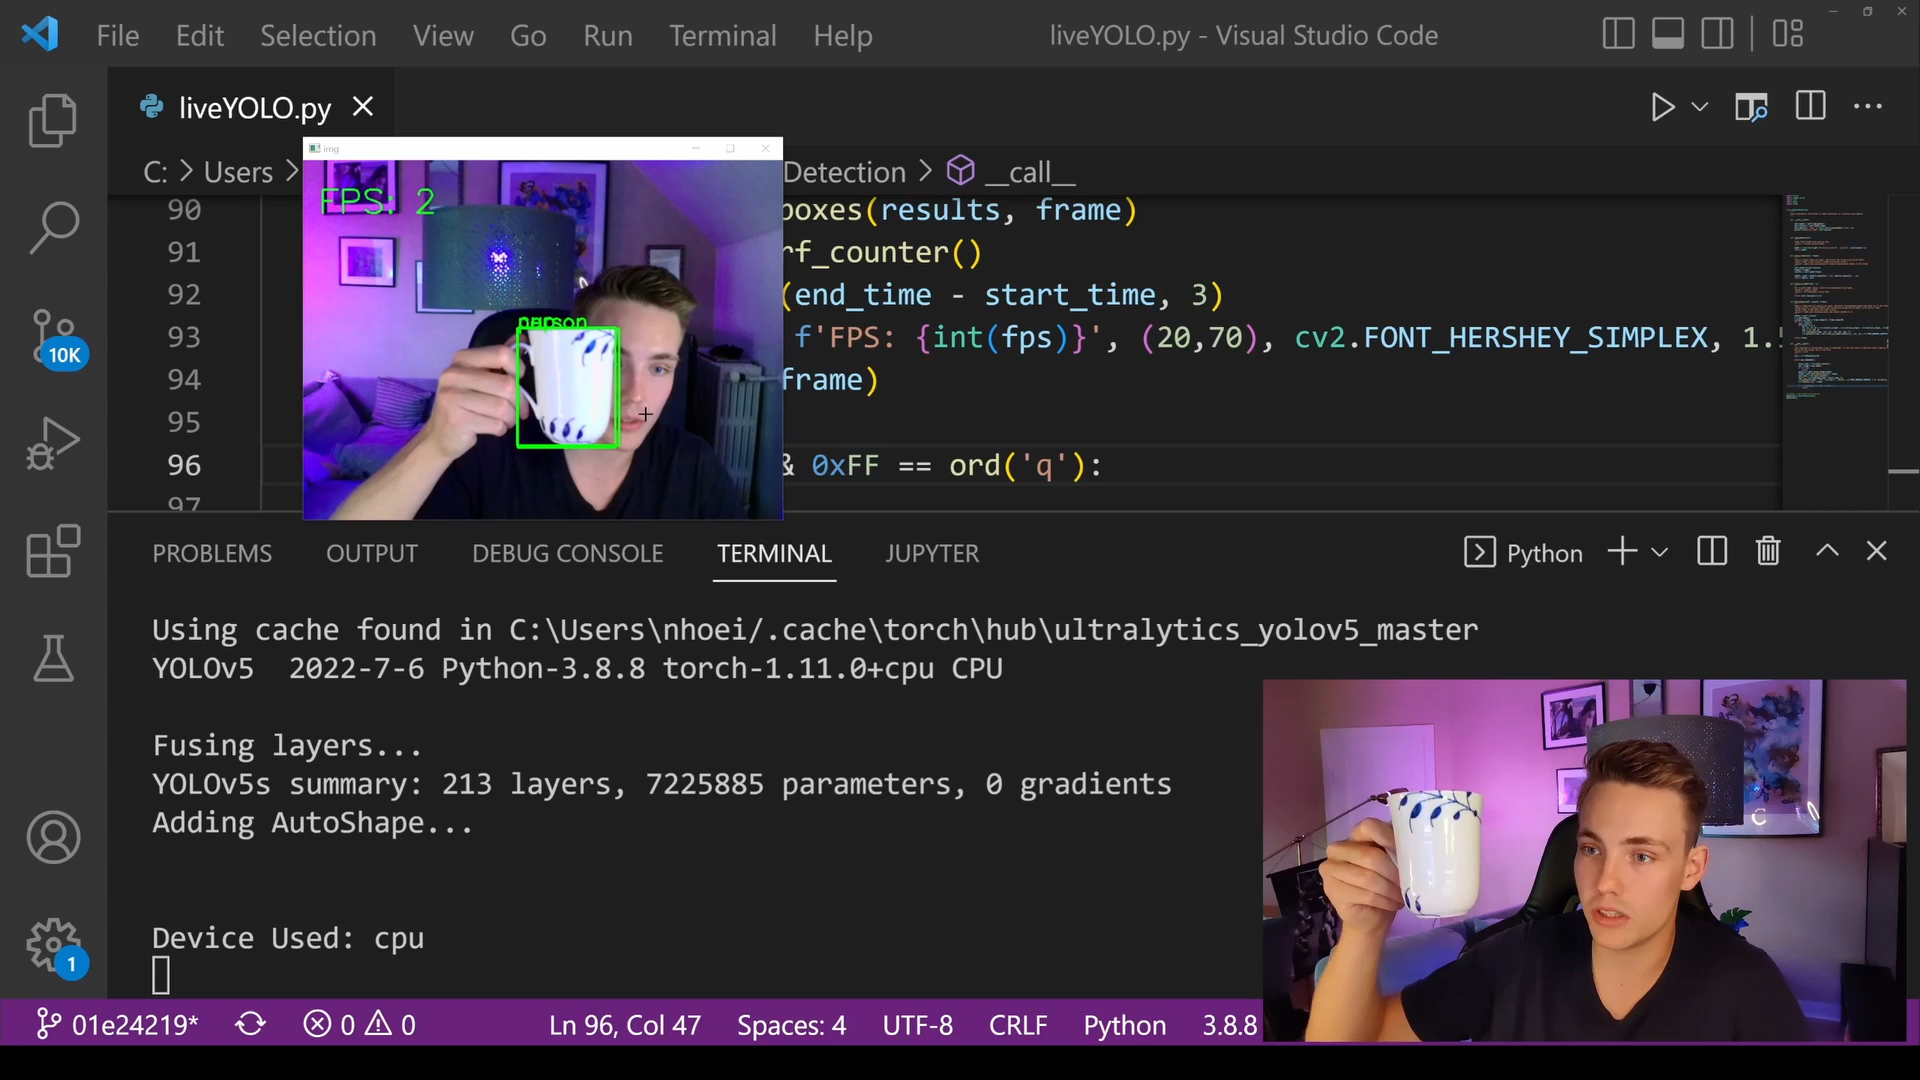 File Edit Selection View Go Run Terminal Help liveYOLO.py - Visual Studio Code
liveYOLO.py
C: > Users > Detection > __call__
img
FPS: 2
person
90 boxes(results, frame)
91 rf_counter()
92 (end_time - start_time, 3)
93 f'FPS: {int(fps)}', (20,70), cv2.FONT_HERSHEY_SIMPLEX, 1.5
94 frame)
95
96 & 0xFF == ord('q'):
97
10K
PROBLEMS OUTPUT DEBUG CONSOLE TERMINAL JUPYTER Python
Using cache found in C:\Users\nhoei/.cache\torch\hub\ultralytics_yolov5_master
YOLOv5 2022-7-6 Python-3.8.8 torch-1.11.0+cpu CPU
Fusing layers...
YOLOv5s summary: 213 layers, 7225885 parameters, 0 gradients
Adding AutoShape...
Device Used: cpu
1
01e24219* 0 0 Ln 96, Col 47 Spaces: 4 UTF-8 CRLF Python 3.8.8